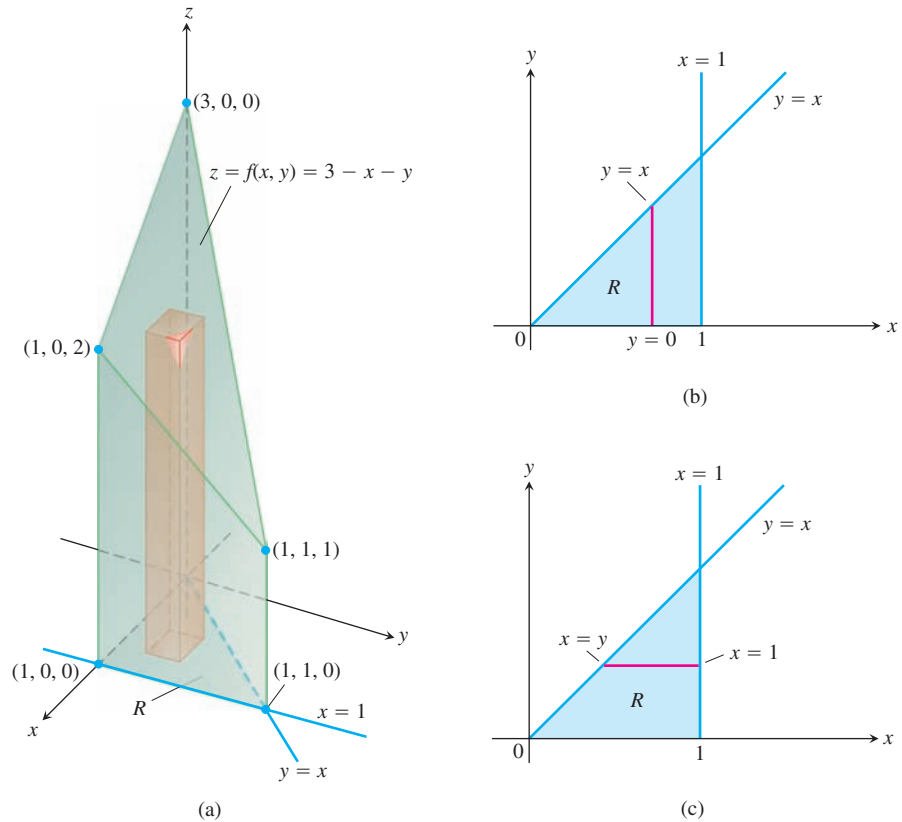 z
(3, 0, 0)
z = f(x, y) = 3 − x − y
(1, 0, 2)
(1, 1, 1)
y
(1, 0, 0)
(1, 1, 0)
R
x = 1
x
y = x
(a)
y
x = 1
y = x
y = x
R
0
y = 0
1
x
(b)
y
x = 1
y = x
x = y
x = 1
R
0
1
x
(c)